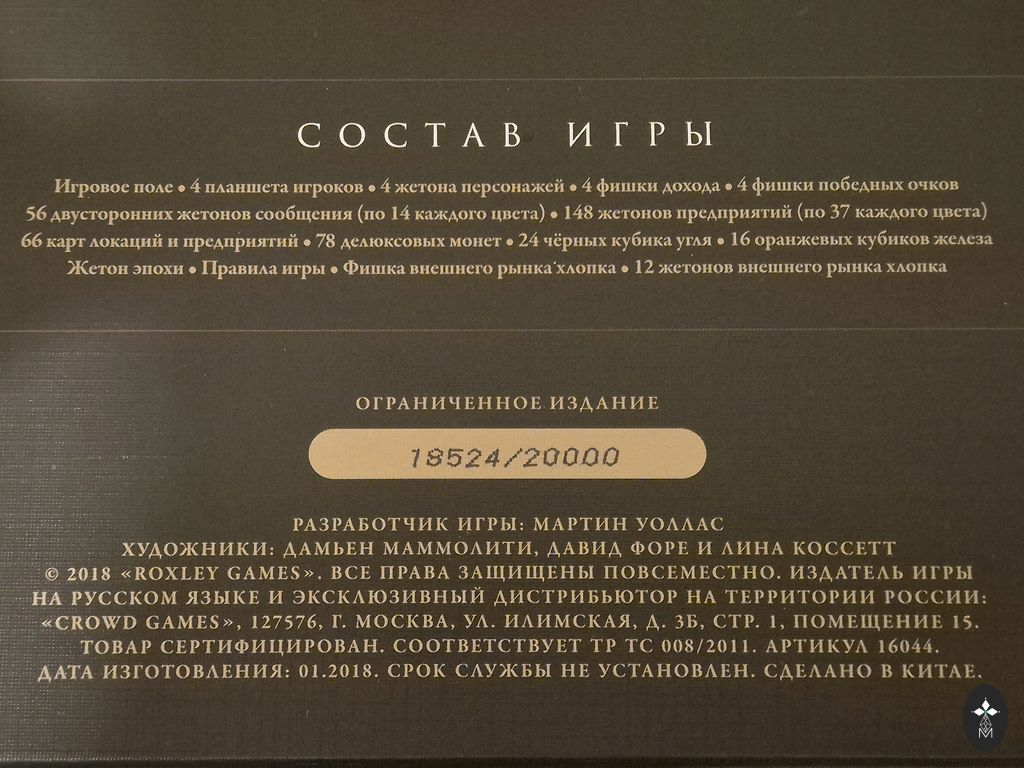 СОСТАВ ИГРЫ
Игровое поле • 4 планшета игроков • 4 жетона персонажей • 4 фишки дохода • 4 фишки победных очков
56 двусторонних жетонов сообщения (по 14 каждого цвета) • 148 жетонов предприятий (по 37 каждого цвета)
66 карт локаций и предприятий • 78 делюксовых монет • 24 чёрных кубика угля • 16 оранжевых кубиков железа
Жетон эпохи • Правила игры • Фишка внешнего рынка хлопка • 12 жетонов внешнего рынка хлопка
ОГРАНИЧЕННОЕ ИЗДАНИЕ
18524/20000
РАЗРАБОТЧИК ИГРЫ: МАРТИН УОЛЛАС
ХУДОЖНИКИ: ДАМЬЕН МАММОЛИТИ, ДАВИД ФОРЕ И ЛИНА КОССЕТТ
© 2018 «ROXLEY GAMES». ВСЕ ПРАВА ЗАЩИЩЕНЫ ПОВСЕМЕСТНО. ИЗДАТЕЛЬ ИГРЫ
НА РУССКОМ ЯЗЫКЕ И ЭКСКЛЮЗИВНЫЙ ДИСТРИБЬЮТОР НА ТЕРРИТОРИИ РОССИИ:
«CROWD GAMES», 127576, Г. МОСКВА, УЛ. ИЛИМСКАЯ, Д. 3Б, СТР. 1, ПОМЕЩЕНИЕ 15.
ТОВАР СЕРТИФИЦИРОВАН. СООТВЕТСТВУЕТ ТР ТС 008/2011. АРТИКУЛ 16044.
ДАТА ИЗГОТОВЛЕНИЯ: 01.2018. СРОК СЛУЖБЫ НЕ УСТАНОВЛЕН. СДЕЛАНО В КИТАЕ.
M